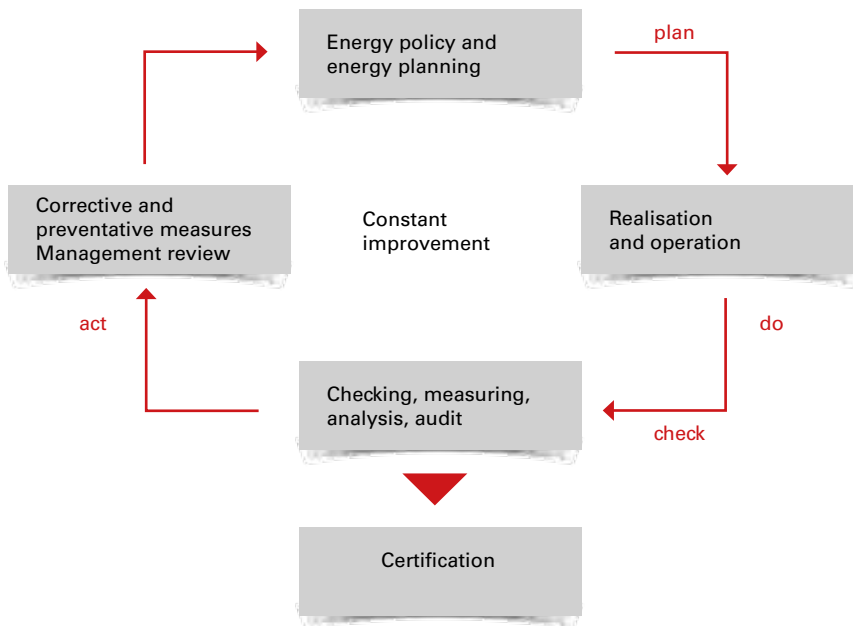 Energy policy and
energy planning
plan
Corrective and
preventative measures
Management review
Constant
improvement
Realisation
and operation
act
do
Checking, measuring,
analysis, audit
check
Certification